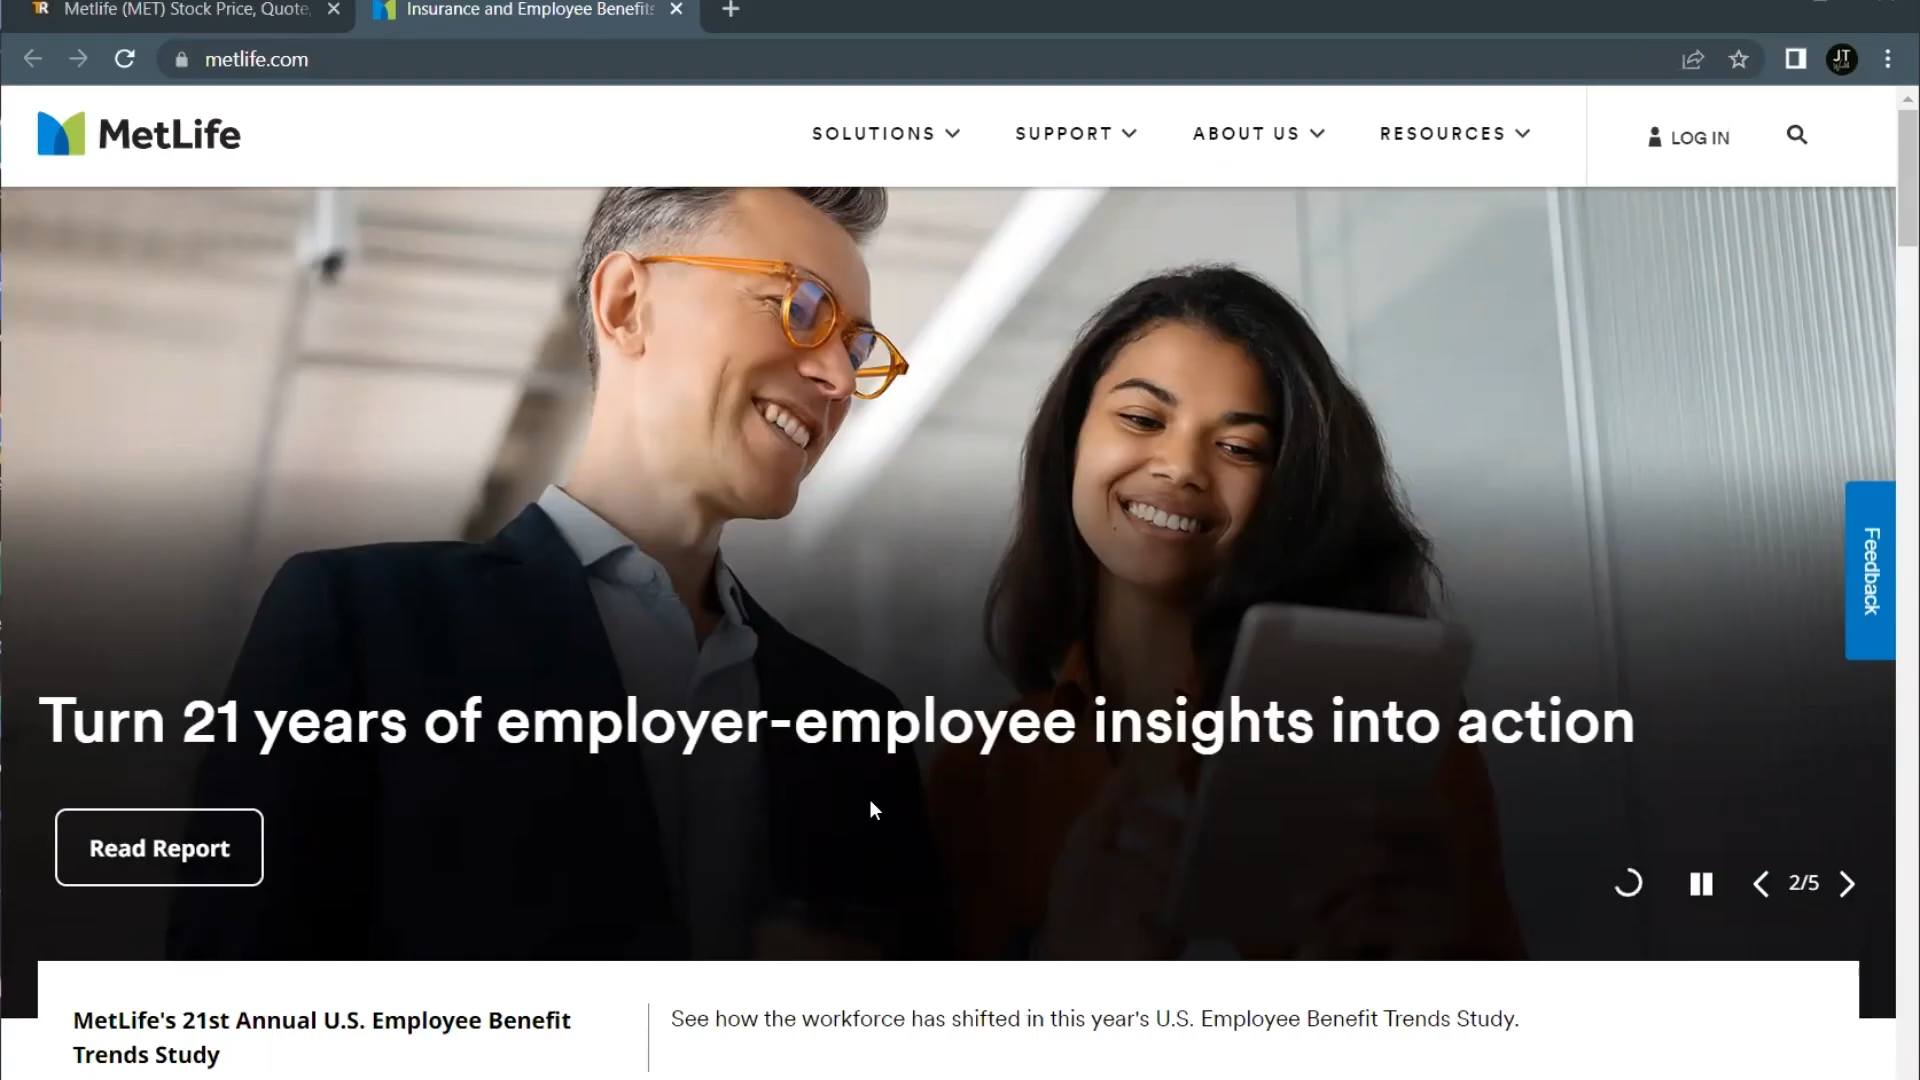 TR Metlife (MET) Stock Price, Quote,
Insurance and Employee Benefits
metlife.com
JT
MetLife
SOLUTIONS
SUPPORT
ABOUT US
RESOURCES
LOG IN
Feedback
Turn 21 years of employer-employee insights into action
Read Report
2/5
MetLife's 21st Annual U.S. Employee Benefit
Trends Study
See how the workforce has shifted in this year's U.S. Employee Benefit Trends Study.